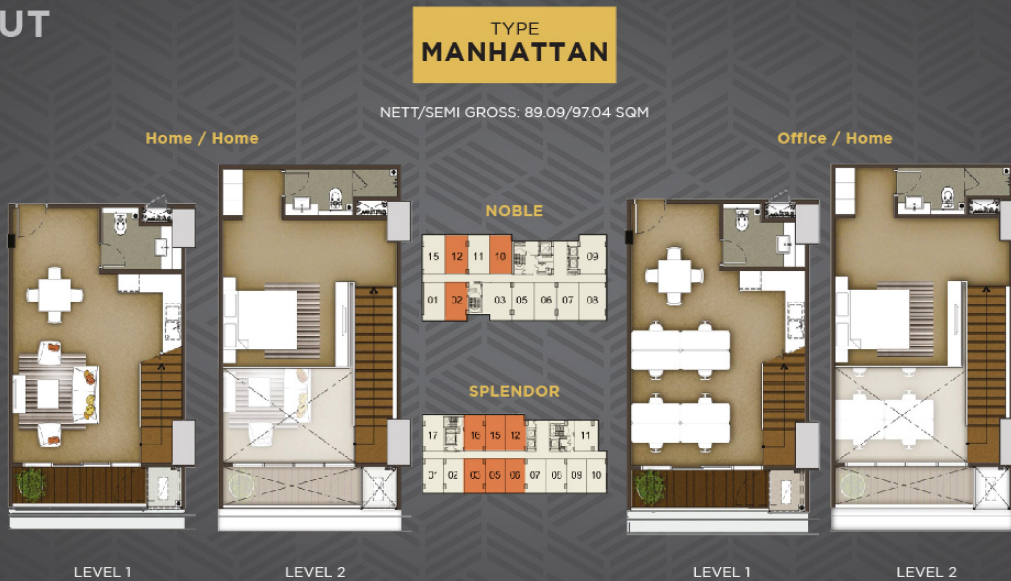 UT
TYPE
MANHATTAN
NETT/SEMI GROSS: 89.09/97.04 SQM
Home / Home
Office / Home
NOBLE
15 12 11 10 09
01 02 03 05 06 07 08
SPLENDOR
17 16 15 12 11
01 02 03 05 06 07 08 09 10
LEVEL 1
LEVEL 2
LEVEL 1
LEVEL 2